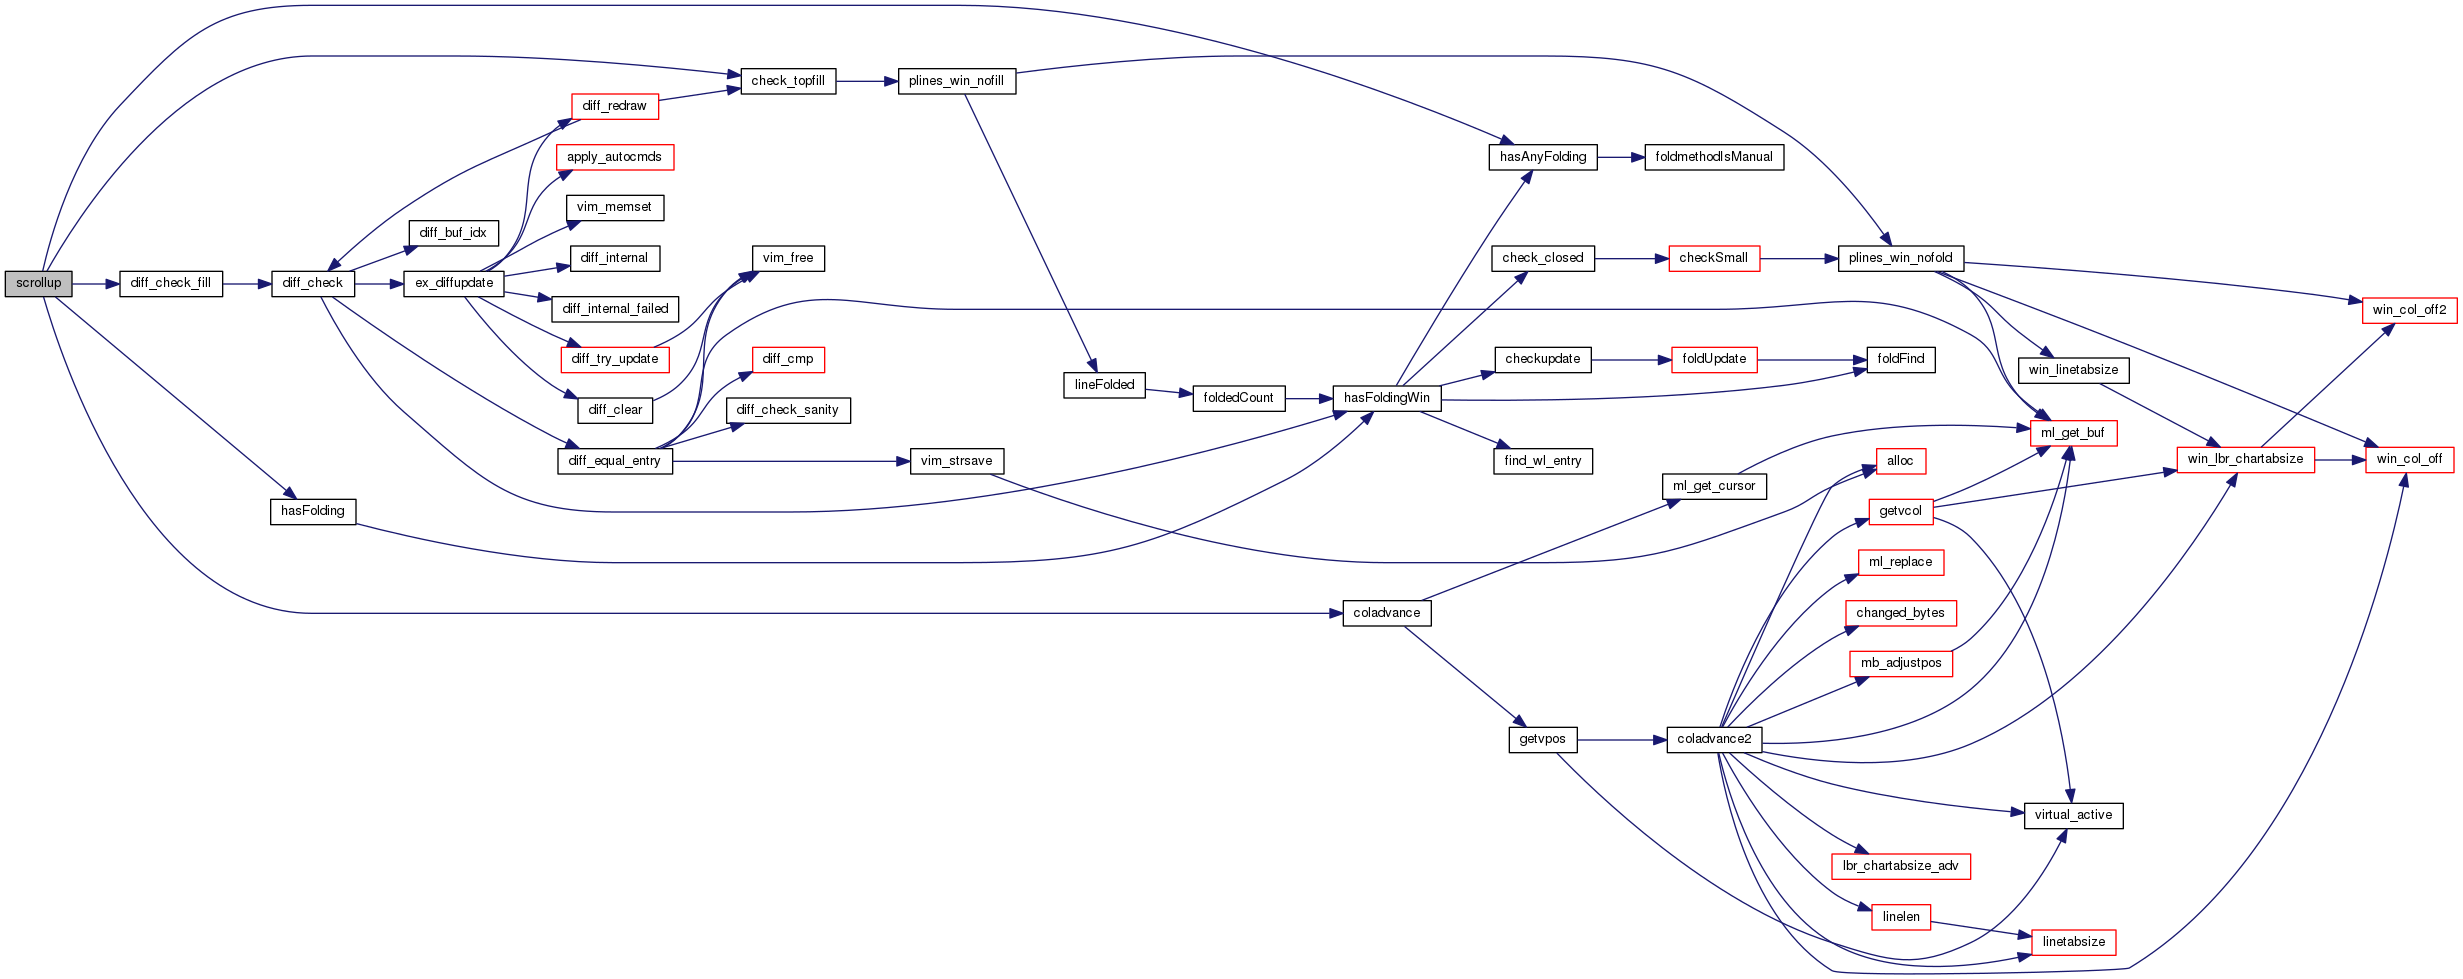 scrollup
diff_check_fill
hasFolding
diff_check
diff_buf_idx
ex_diffupdate
diff_redraw
apply_autocmds
vim_memset
diff_internal
diff_internal_failed
diff_try_update
diff_clear
diff_equal_entry
check_topfill
vim_free
diff_cmp
diff_check_sanity
plines_win_nofill
vim_strsave
lineFolded
foldedCount
hasFoldingWin
coladvance
hasAnyFolding
check_closed
checkupdate
find_wl_entry
getvpos
foldmethodIsManual
checkSmall
foldUpdate
ml_get_cursor
coladvance2
plines_win_nofold
foldFind
alloc
getvcol
ml_replace
changed_bytes
mb_adjustpos
lbr_chartabsize_adv
linelen
win_linetabsize
ml_get_buf
virtual_active
linetabsize
win_lbr_chartabsize
win_col_off2
win_col_off